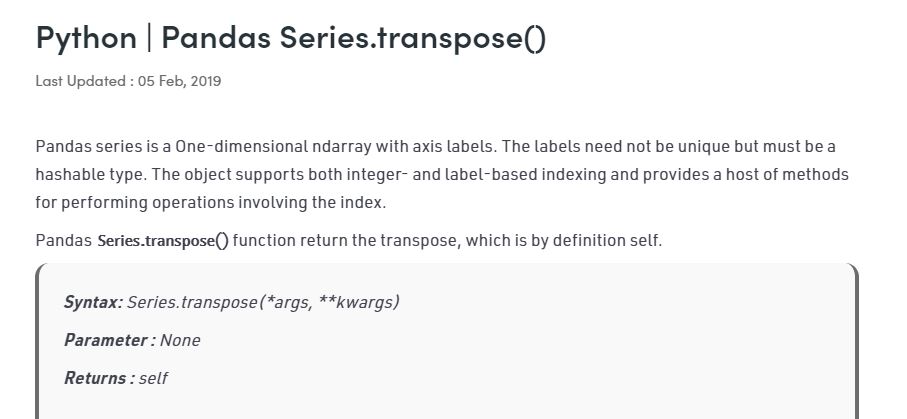 Python | Pandas Series.transpose()
Last Updated : 05 Feb, 2019
Pandas series is a One-dimensional ndarray with axis labels. The labels need not be unique but must be a
hashable type. The object supports both integer- and label-based indexing and provides a host of methods
for performing operations involving the index.
Pandas Series.transpose() function return the transpose, which is by definition self.
Syntax: Series.transpose(*args, **kwargs)
Parameter : None
Returns : self